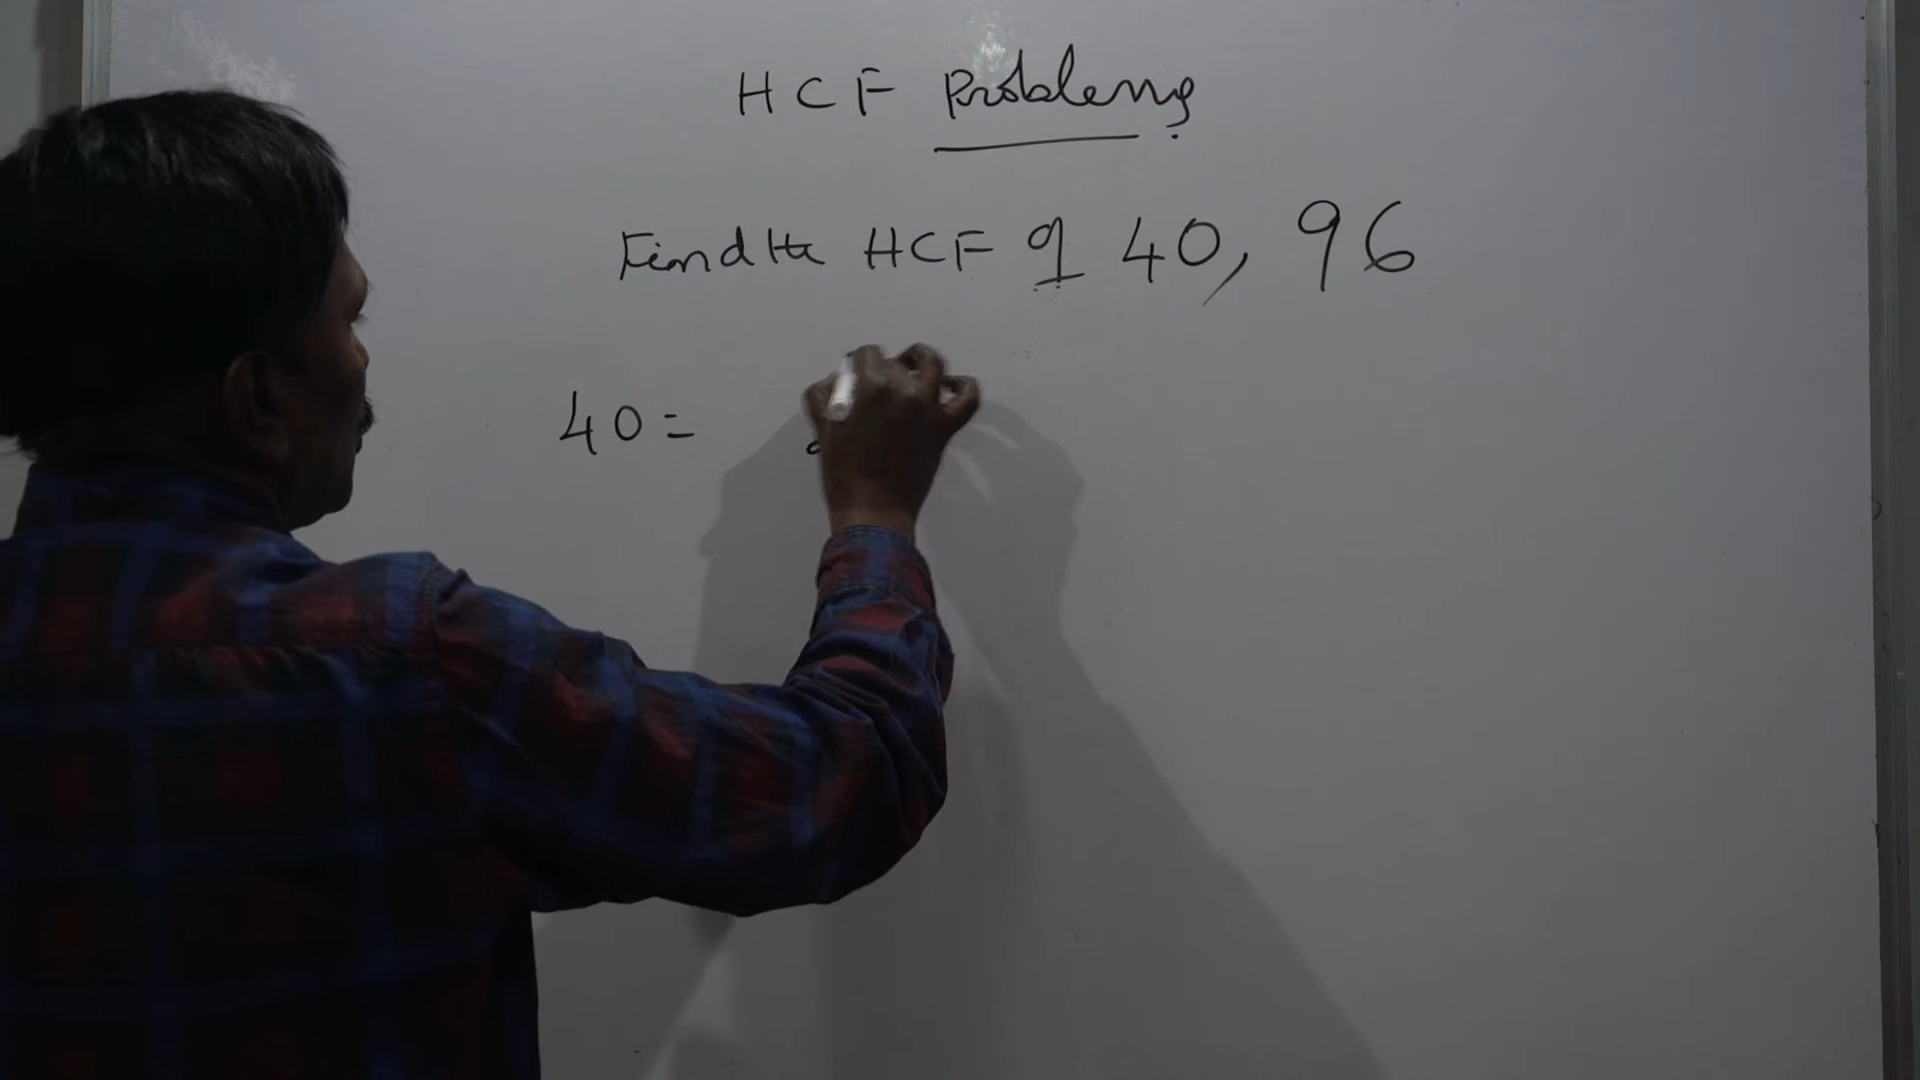 HCF Problems
Find the HCF of 40, 96
40 =